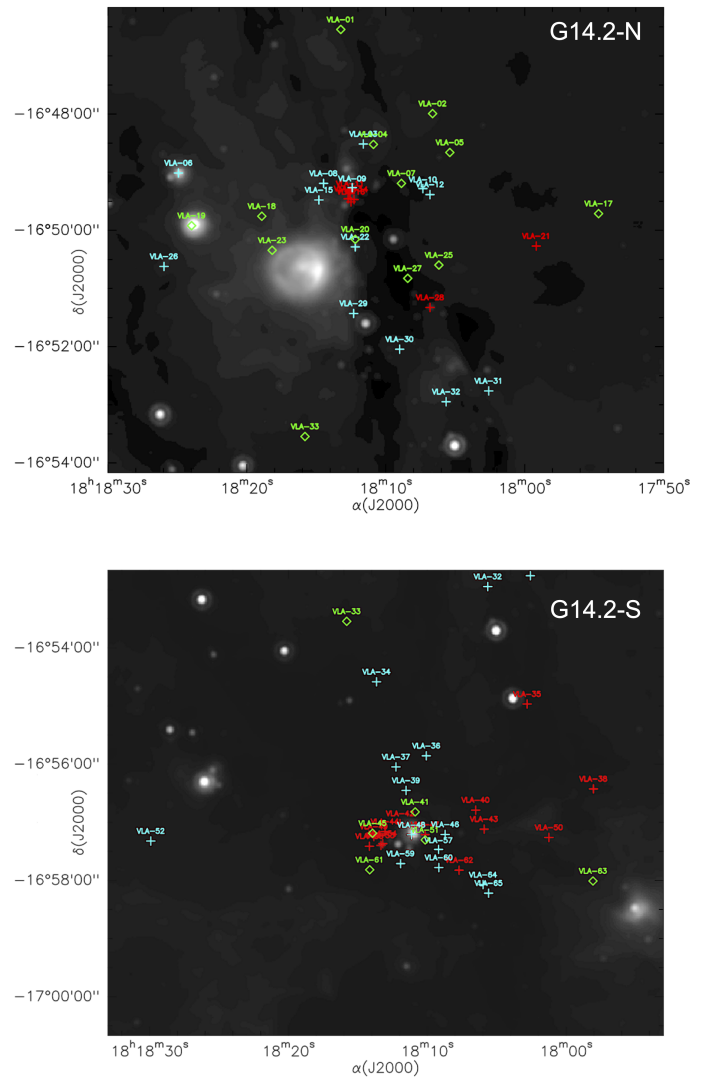 G14.2-N
VLA-01
VLA-02
VLA-03
04
VLA-05
VLA-06
VLA-07
VLA-08
VLA-09
VLA-10
12
VLA-15
VLA-17
VLA-18
VLA-19
VLA-20
VLA-21
VLA-22
VLA-23
VLA-25
VLA-26
VLA-27
VLA-28
VLA-29
VLA-30
VLA-31
VLA-32
VLA-33
−16°48'00''
−16°50'00''
−16°52'00''
−16°54'00''
δ(J2000)
18ʰ18ᵐ30ˢ
18ᵐ20ˢ
18ᵐ10ˢ
18ᵐ00ˢ
17ᵐ50ˢ
α(J2000)
G14.2-S
VLA-32
VLA-33
VLA-34
VLA-35
VLA-36
VLA-37
VLA-38
VLA-39
VLA-40
VLA-41
VLA-43
VLA-45
VLA-46
VLA-48
VLA-50
51
VLA-52
VLA-57
VLA-59
VLA-60
VLA-61
VLA-62
VLA-63
VLA-64
VLA-65
−16°54'00''
−16°56'00''
−16°58'00''
−17°00'00''
δ(J2000)
18ʰ18ᵐ30ˢ
18ᵐ20ˢ
18ᵐ10ˢ
18ᵐ00ˢ
α(J2000)